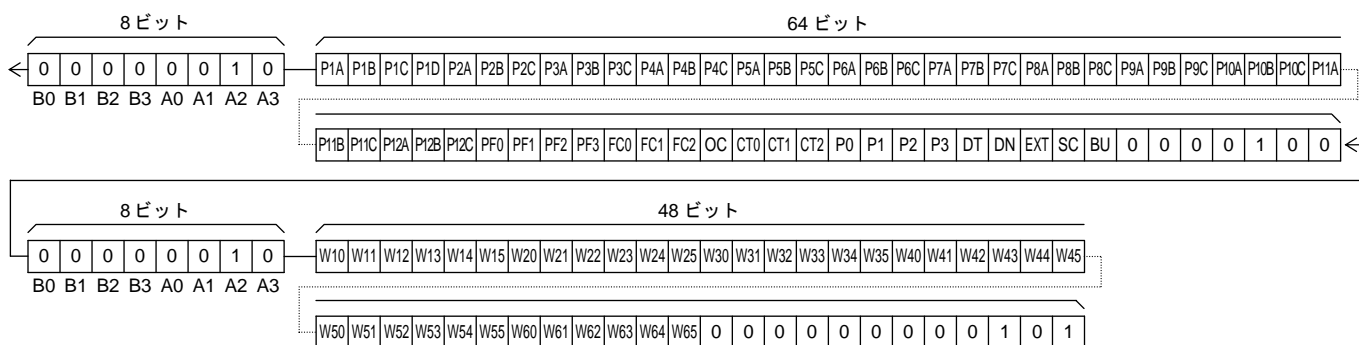 8 ビット 64 ビット
0 0 0 0 0 0 1 0 P1A P1B P1C P1D P2A P2B P2C P3A P3B P3C P4A P4B P4C P5A P5B P5C P6A P6B P6C P7A P7B P7C P8A P8B P8C P9A P9B P9C P10A P10B P10C P11A
B0 B1 B2 B3 A0 A1 A2 A3
P11B P11C P12A P12B P12C PF0 PF1 PF2 PF3 FC0 FC1 FC2 OC CT0 CT1 CT2 P0 P1 P2 P3 DT DN EXT SC BU 0 0 0 0 1 0 0
8 ビット 48 ビット
0 0 0 0 0 0 1 0 W10 W11 W12 W13 W14 W15 W20 W21 W22 W23 W24 W25 W30 W31 W32 W33 W34 W35 W40 W41 W42 W43 W44 W45
B0 B1 B2 B3 A0 A1 A2 A3
W50 W51 W52 W53 W54 W55 W60 W61 W62 W63 W64 W65 0 0 0 0 0 0 0 0 0 1 0 1